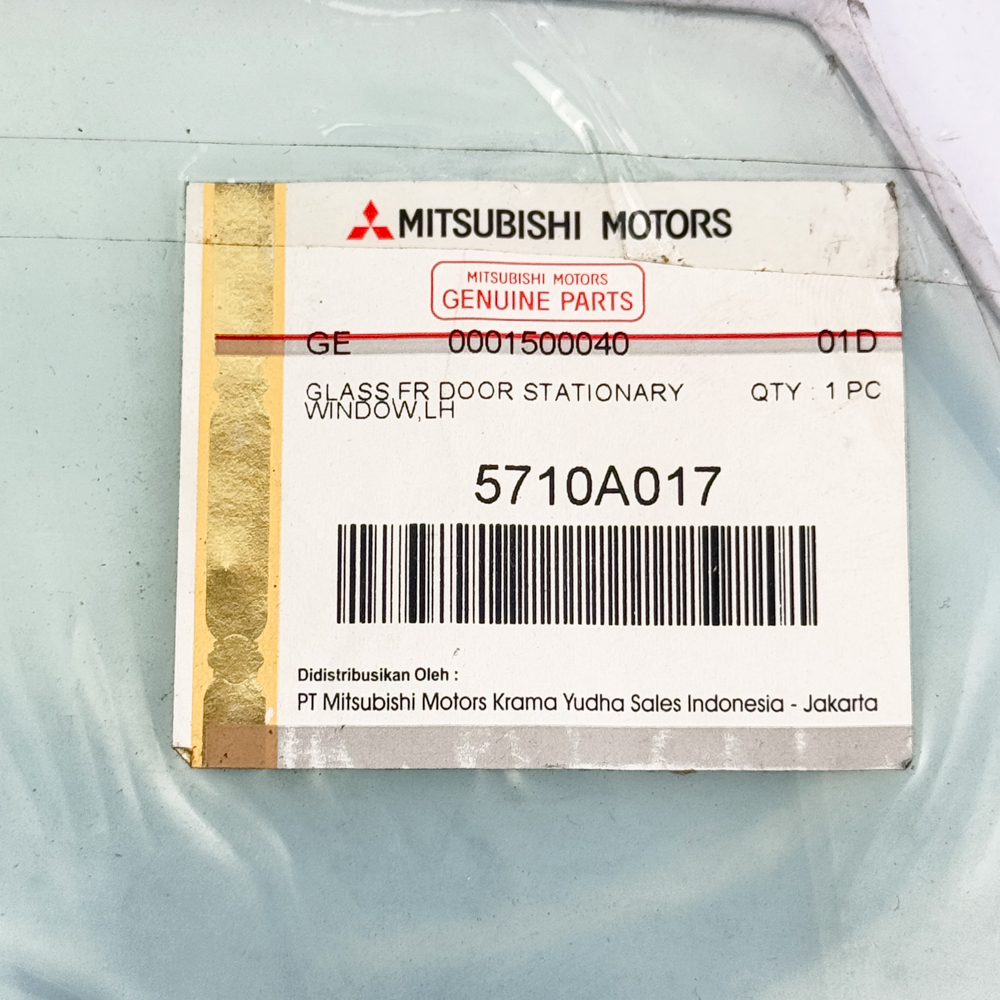 MITSUBISHI MOTORS
MITSUBISHI MOTORS
GENUINE PARTS
GE 0001500040 01D
GLASS,FR DOOR STATIONARY QTY : 1 PC
WINDOW,LH
5710A017
Didistribusikan Oleh :
PT Mitsubishi Motors Krama Yudha Sales Indonesia - Jakarta